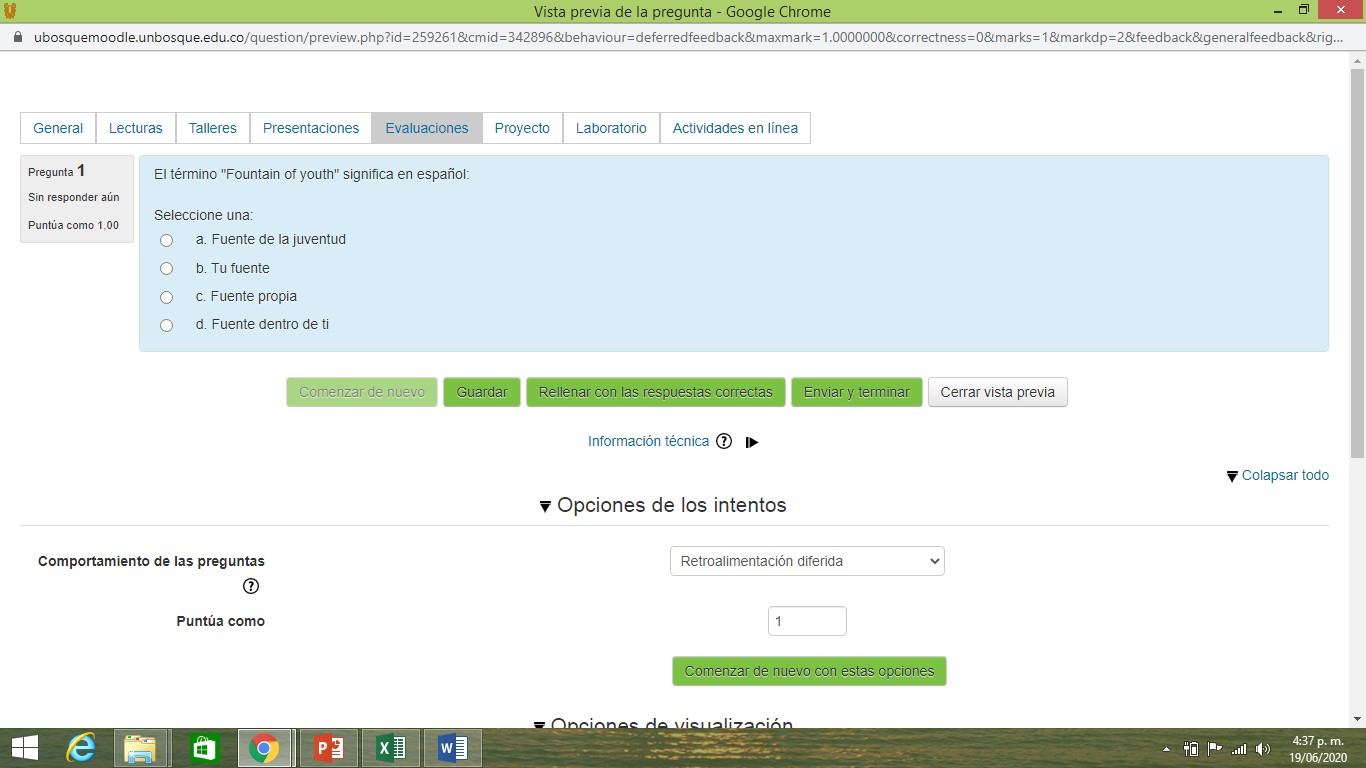 Vista previa de la pregunta - Google Chrome
ubosquemoodle.unbosque.edu.co/question/preview.php?id=259261&cmid=342896&behaviour=deferredfeedback&maxmark=1.0000000&correctness=0&marks=1&markdp=2&feedback&generalfeedback&rig...
General Lecturas Talleres Presentaciones Evaluaciones Proyecto Laboratorio Actividades en línea
Pregunta 1
Sin responder aún
Puntúa como 1,00
El término "Fountain of youth" significa en español:
Seleccione una:
a. Fuente de la juventud
b. Tu fuente
c. Fuente propia
d. Fuente dentro de ti
Comenzar de nuevo Guardar Rellenar con las respuestas correctas Enviar y terminar Cerrar vista previa
Información técnica
Colapsar todo
Opciones de los intentos
Comportamiento de las preguntas Retroalimentación diferida
Puntúa como 1
Comenzar de nuevo con estas opciones
Opciones de visualización
4:37 p. m.
19/06/2020